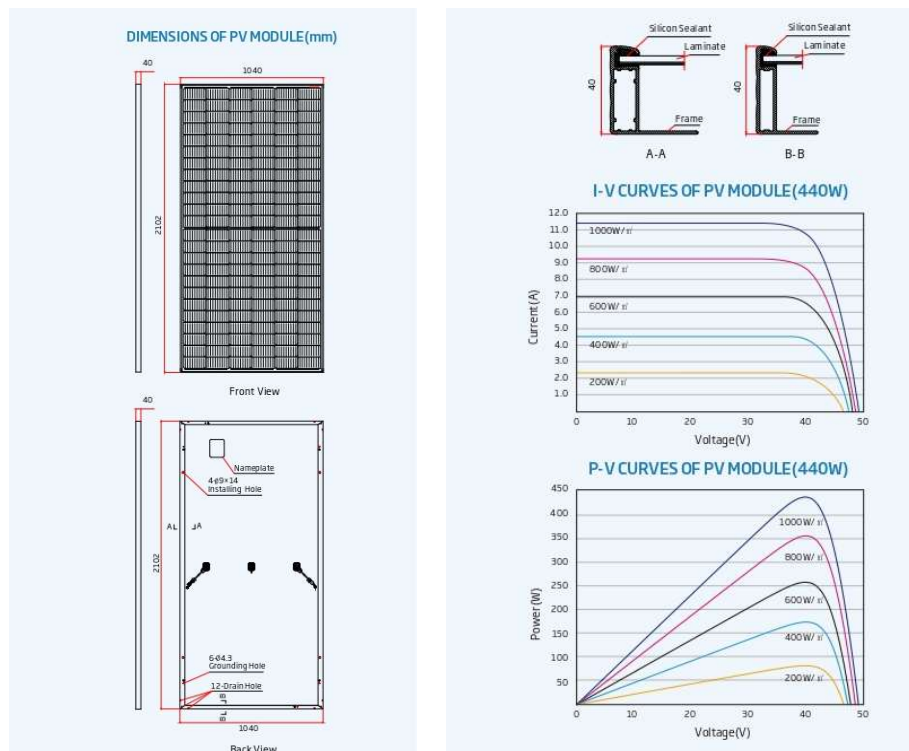 DIMENSIONS OF PV MODULE(mm)
40
1040
2102
Front View
40
Nameplate
4-ø9×14
Installing Hole
A
A
2102
6-Ø4.3
Grounding Hole
12-Drain Hole
B
B
1040
Back View
Silicon Sealant
Laminate
40
Frame
A-A
Silicon Sealant
Laminate
40
Frame
B-B
I-V CURVES OF PV MODULE(440W)
12.0
11.0
10.0
9.0
8.0
7.0
6.0
5.0
4.0
3.0
2.0
1.0
Current(A)
1000W/㎡
800W/㎡
600W/㎡
400W/㎡
200W/㎡
0 10 20 30 40 50
Voltage(V)
P-V CURVES OF PV MODULE(440W)
450
400
350
300
250
200
150
100
50
Power(W)
1000W/㎡
800W/㎡
600W/㎡
400W/㎡
200W/㎡
0 10 20 30 40 50
Voltage(V)